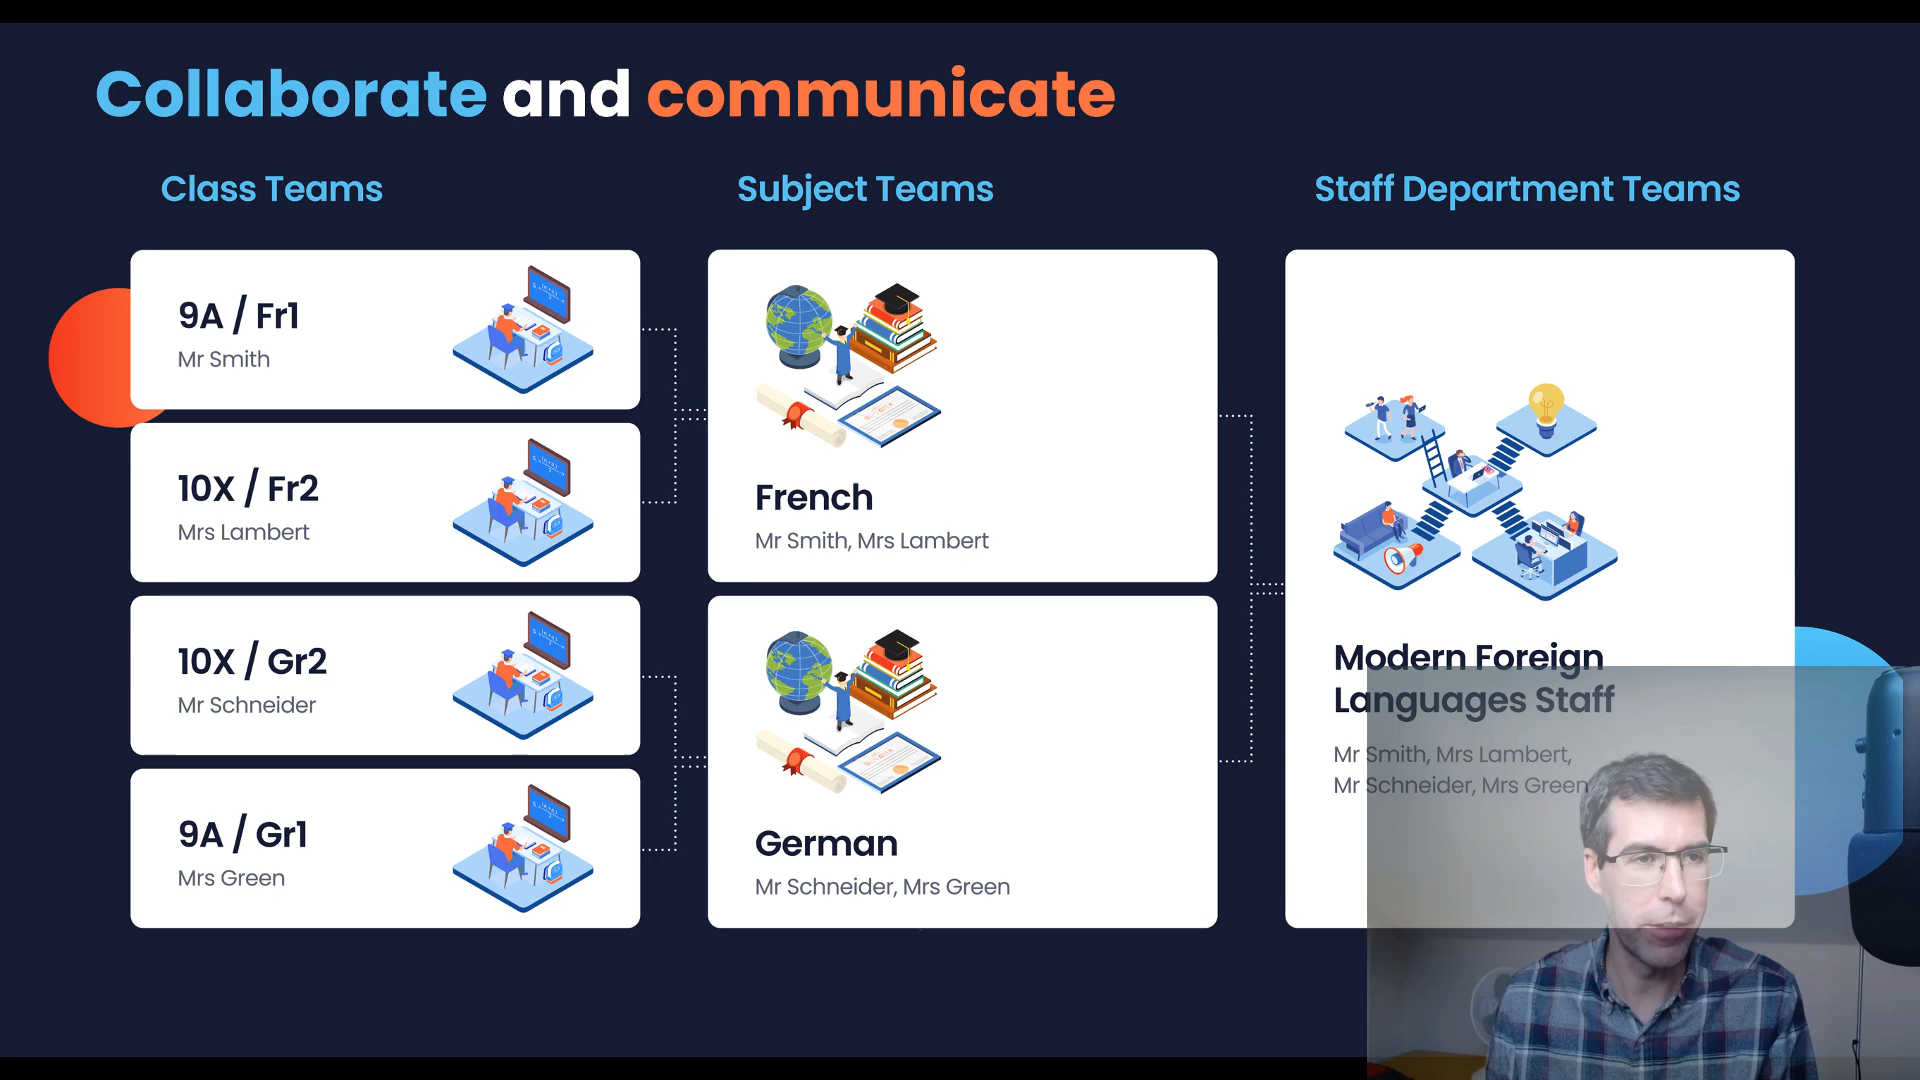 Collaborate and communicate
Class Teams
Subject Teams
Staff Department Teams
9A / Fr1
Mr Smith
10X / Fr2
Mrs Lambert
10X / Gr2
Mr Schneider
9A / Gr1
Mrs Green
French
Mr Smith, Mrs Lambert
German
Mr Schneider, Mrs Green
Modern Foreign
Languages Staff
Mr Smith, Mrs Lambert,
Mr Schneider, Mrs Green